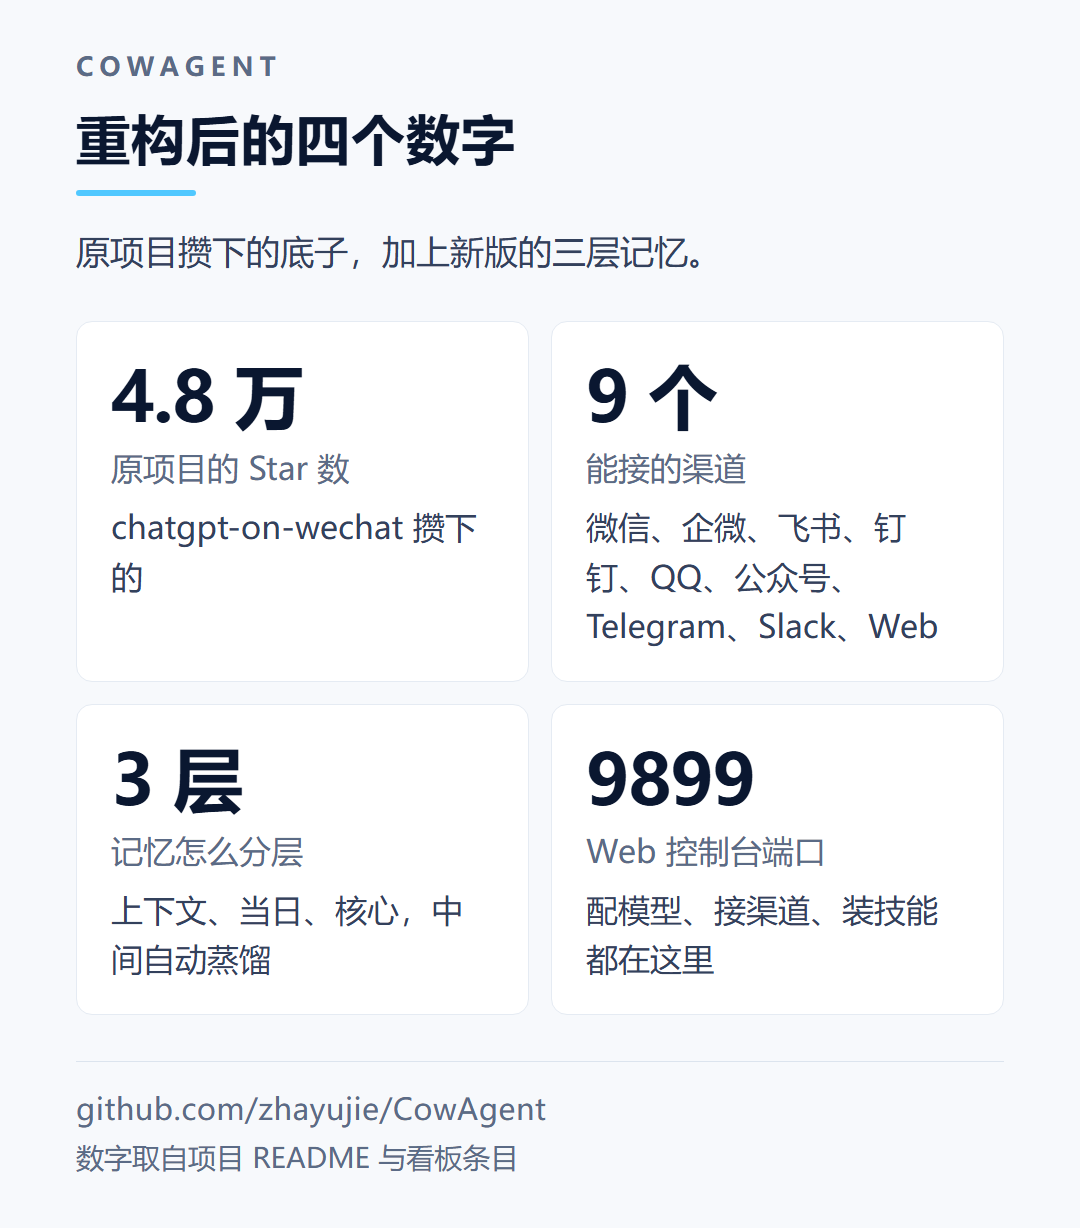 COWAGENT
重构后的四个数字
原项目攒下的底子，加上新版的三层记忆。
4.8 万
原项目的 Star 数
chatgpt-on-wechat 攒下
的
9 个
能接的渠道
微信、企微、飞书、钉
钉、QQ、公众号、
Telegram、Slack、Web
3 层
记忆怎么分层
上下文、当日、核心，中
间自动蒸馏
9899
Web 控制台端口
配模型、接渠道、装技能
都在这里
github.com/zhayujie/CowAgent
数字取自项目 README 与看板条目